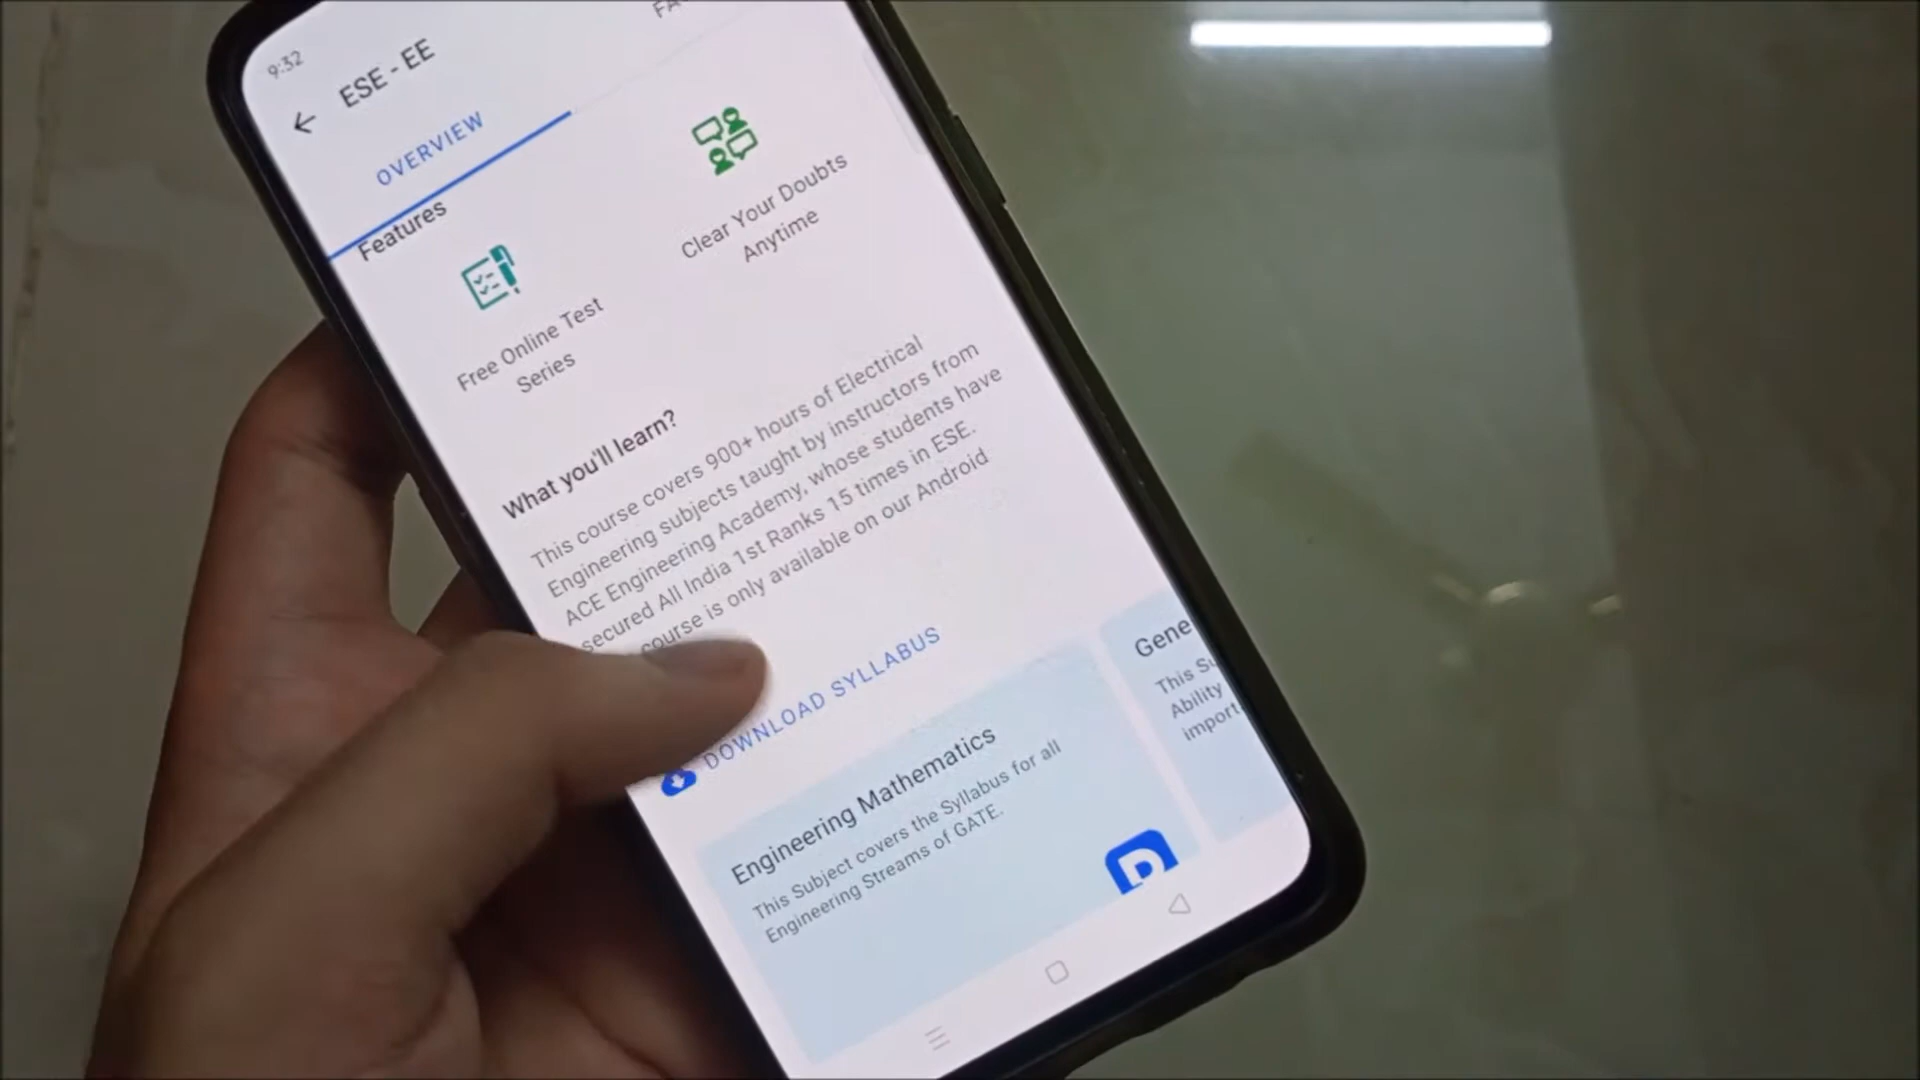 9:32
ESE - EE
OVERVIEW
FA
Features
Free Online Test
Series
Clear Your Doubts
Anytime
What you'll learn?
This course covers 900+ hours of Electrical
Engineering subjects taught by instructors from
ACE Engineering Academy, whose students have
secured All India 1st Ranks 15 times in ESE.
course is only available on our Android
DOWNLOAD SYLLABUS
Engineering Mathematics
This Subject covers the Syllabus for all
Engineering Streams of GATE.
Gene
This Su
Ability
import